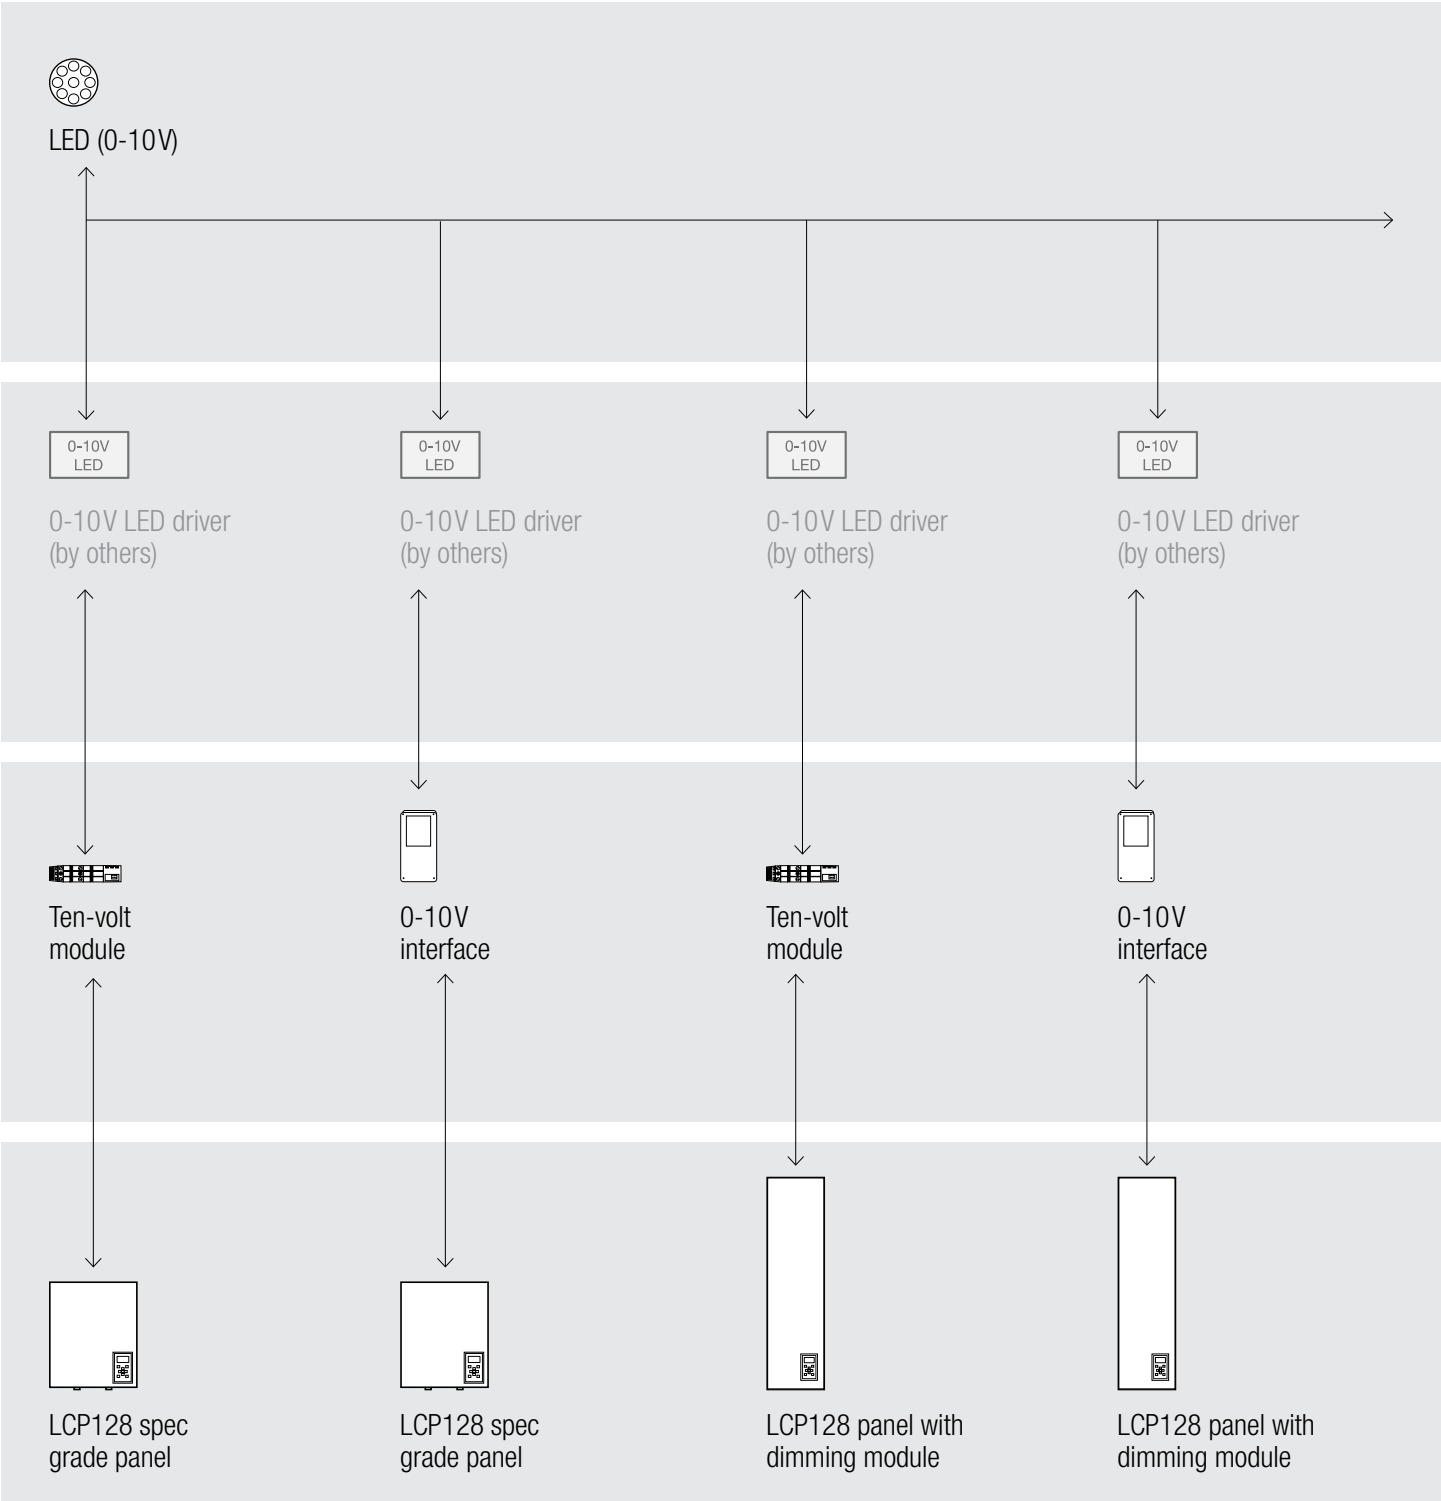 LED (0-10V)
0-10V
LED
0-10V
LED
0-10V
LED
0-10V
LED
0-10V LED driver
(by others)
0-10V LED driver
(by others)
0-10V LED driver
(by others)
0-10V LED driver
(by others)
Ten-volt
module
0-10V
interface
Ten-volt
module
0-10V
interface
LCP128 spec
grade panel
LCP128 spec
grade panel
LCP128 panel with
dimming module
LCP128 panel with
dimming module